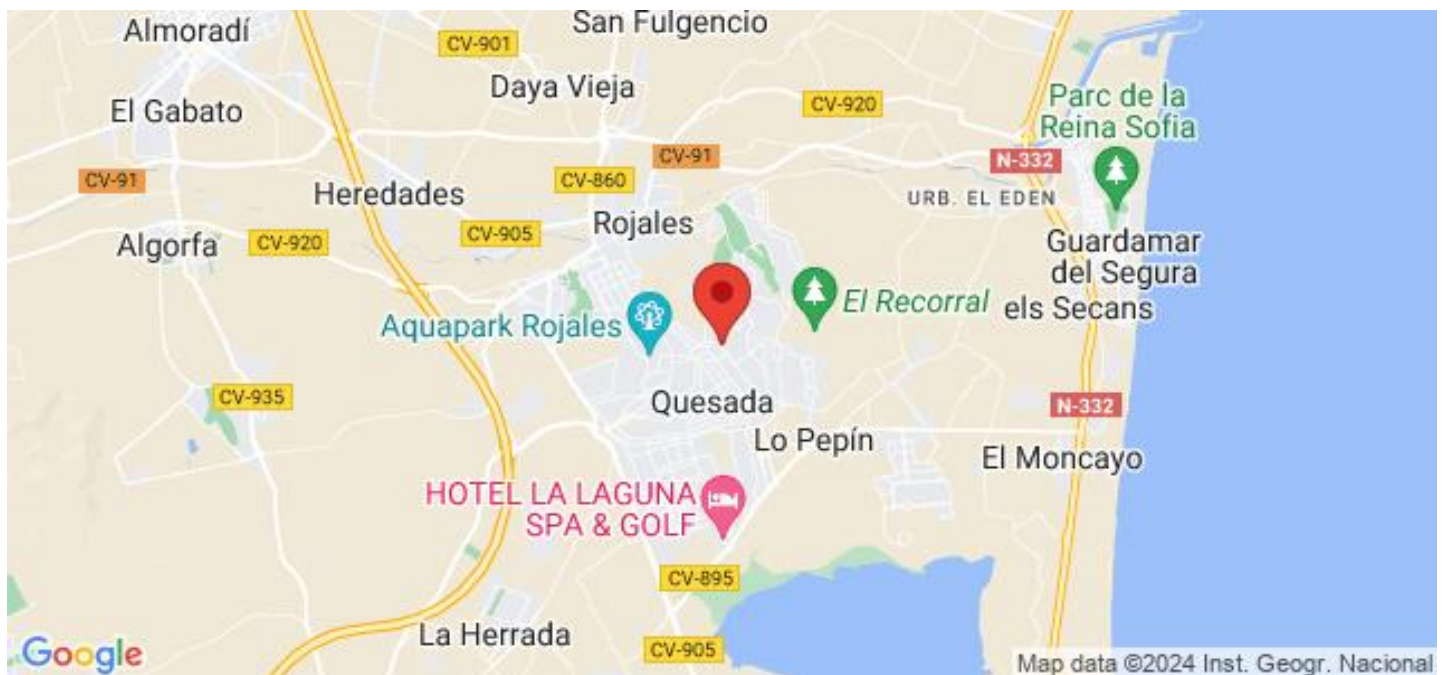 Almoradí
San Fulgencio
CV-901
Daya Vieja
El Gabato
CV-920
Parc de la
Reina Sofia
CV-91
N-332
CV-91
CV-860
Heredades
URB. EL EDEN
Rojales
Algorfa
CV-920
CV-905
Guardamar
del Segura
El Recorral
els Secans
Aquapark Rojales
CV-935
Quesada
N-332
Lo Pepín
El Moncayo
HOTEL LA LAGUNA
SPA & GOLF
CV-895
La Herrada
CV-905
Google
Map data ©2024 Inst. Geogr. Nacional